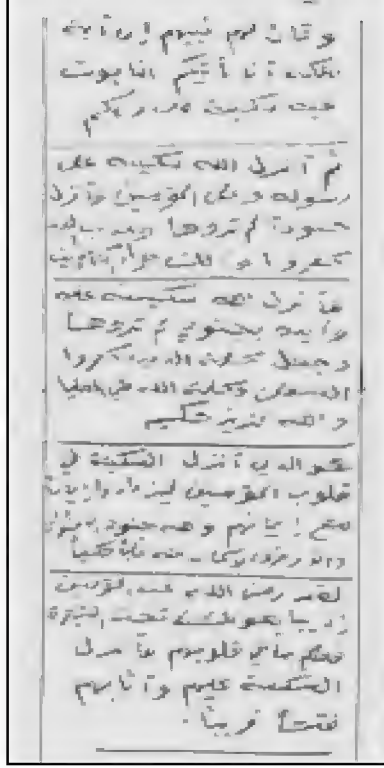 وقال لهم نبيهم إن آية
ملكه أن يأتيكم التابوت
فيه سكينة من ربكم
ثم أنزل الله سكينته على
رسوله وعلى المؤمنين وأنزل
جنوداً لم تروها وعذب الذين
كفروا وذلك جزاء الكافرين
فأنزل الله سكينته عليه
وأيده بجنود لم تروها
وجعل كلمة الذين كفروا
السفلى وكلمة الله هي العليا
والله عزيز حكيم
هو الذي أنزل السكينة في
قلوب المؤمنين ليزدادوا إيماناً
مع إيمانهم ولله جنود السموات
والأرض وكان الله عليماً حكيماً
لقد رضي الله عن المؤمنين
إذ يبايعونك تحت الشجرة
فعلم ما في قلوبهم فأنزل
السكينة عليهم وأثابهم
فتحاً قريباً .